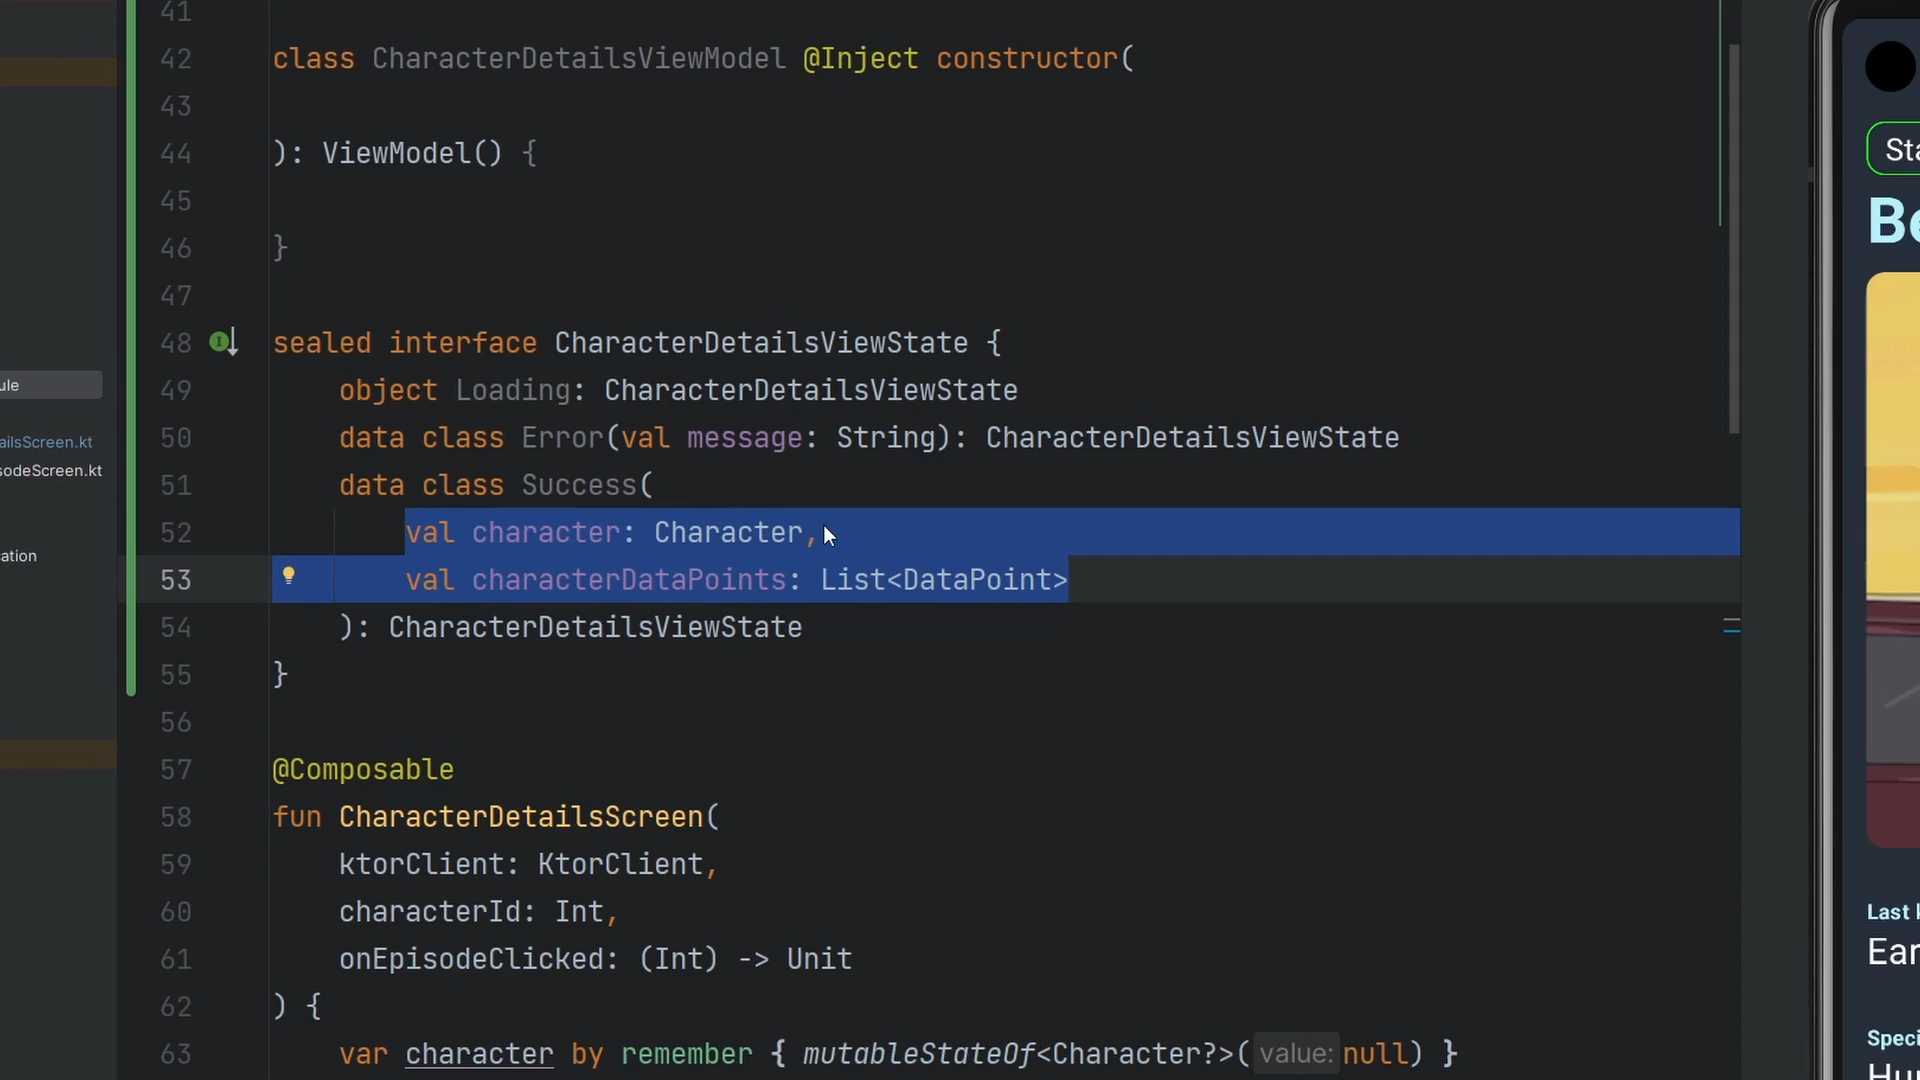 41
42 class CharacterDetailsViewModel @Inject constructor(
43
44 ): ViewModel() {
45
46 }
47
48 sealed interface CharacterDetailsViewState {
49 object Loading: CharacterDetailsViewState
50 data class Error(val message: String): CharacterDetailsViewState
51 data class Success(
52 val character: Character,
53 val characterDataPoints: List<DataPoint>
54 ): CharacterDetailsViewState
55 }
56
57 @Composable
58 fun CharacterDetailsScreen(
59 ktorClient: KtorClient,
60 characterId: Int,
61 onEpisodeClicked: (Int) -> Unit
62 ) {
63 var character by remember { mutableStateOf<Character?>(value: null) }
ule
ailsScreen.kt
sodeScreen.kt
ation
Sta
Be
Last
Ear
Speci